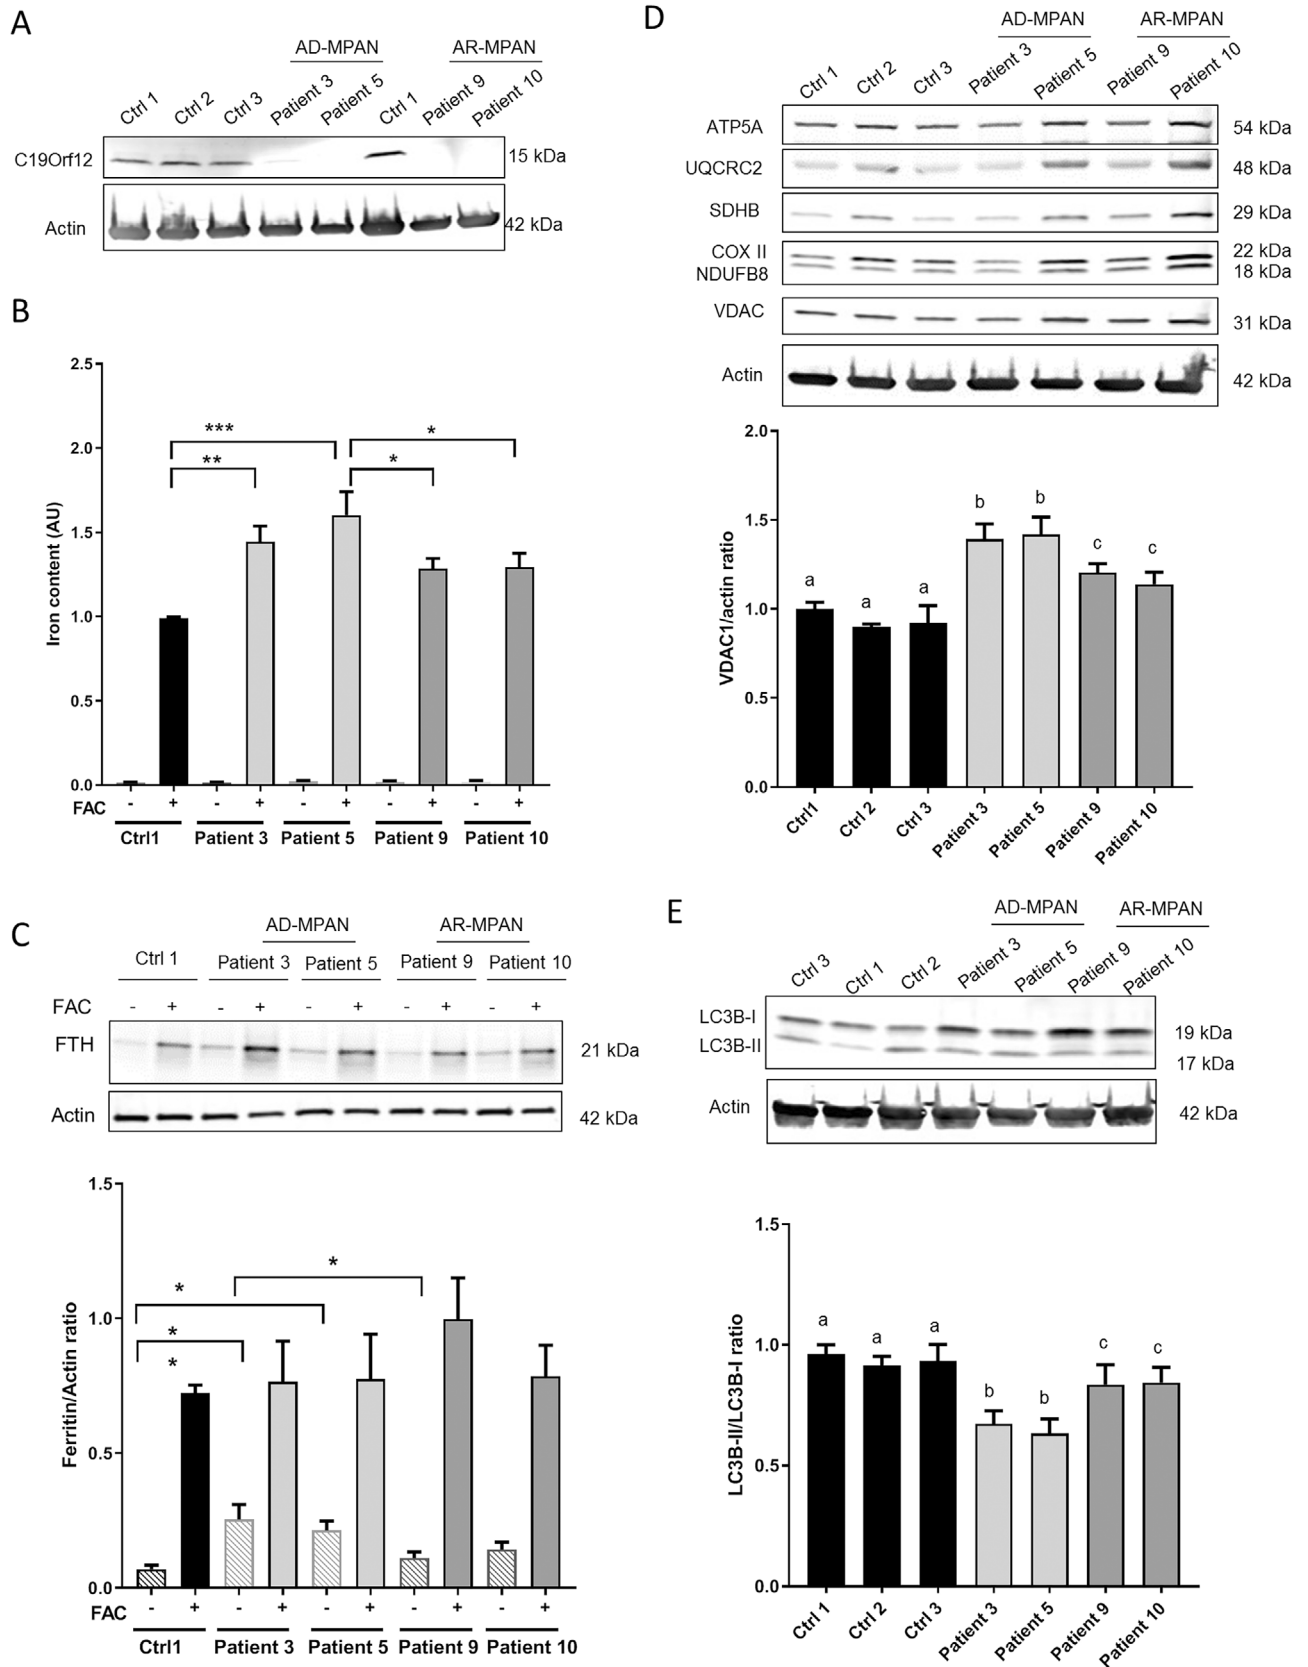 A
AD-MPAN AR-MPAN
Ctrl 1 Ctrl 2 Ctrl 3 Patient 3 Patient 5 Ctrl 1 Patient 9 Patient 10
C19Orf12 15 kDa
Actin 42 kDa
B
2.5
2.0
1.5
1.0
0.5
0.0
Iron content (AU)
***
**
*
*
FAC - + - + - + - + - +
Ctrl1 Patient 3 Patient 5 Patient 9 Patient 10
C
AD-MPAN AR-MPAN
Ctrl 1 Patient 3 Patient 5 Patient 9 Patient 10
FAC - + - + - + - + - +
FTH 21 kDa
Actin 42 kDa
1.5
1.0
0.5
0.0
Ferritin/Actin ratio
*
*
*
*
FAC - + - + - + - + - +
Ctrl1 Patient 3 Patient 5 Patient 9 Patient 10
D
AD-MPAN AR-MPAN
Ctrl 1 Ctrl 2 Ctrl 3 Patient 3 Patient 5 Patient 9 Patient 10
ATP5A 54 kDa
UQCRC2 48 kDa
SDHB 29 kDa
COX II 22 kDa
NDUFB8 18 kDa
VDAC 31 kDa
Actin 42 kDa
2.0
1.5
1.0
0.5
0.0
VDAC1/actin ratio
a a a b b c c
Ctrl1 Ctrl 2 Ctrl 3 Patient 3 Patient 5 Patient 9 Patient 10
E
AD-MPAN AR-MPAN
Ctrl 3 Ctrl 1 Ctrl 2 Patient 3 Patient 5 Patient 9 Patient 10
LC3B-I 19 kDa
LC3B-II 17 kDa
Actin 42 kDa
1.5
1.0
0.5
0.0
LC3B-II/LC3B-I ratio
a a a b b c c
Ctrl 1 Ctrl 2 Ctrl 3 Patient 3 Patient 5 Patient 9 Patient 10